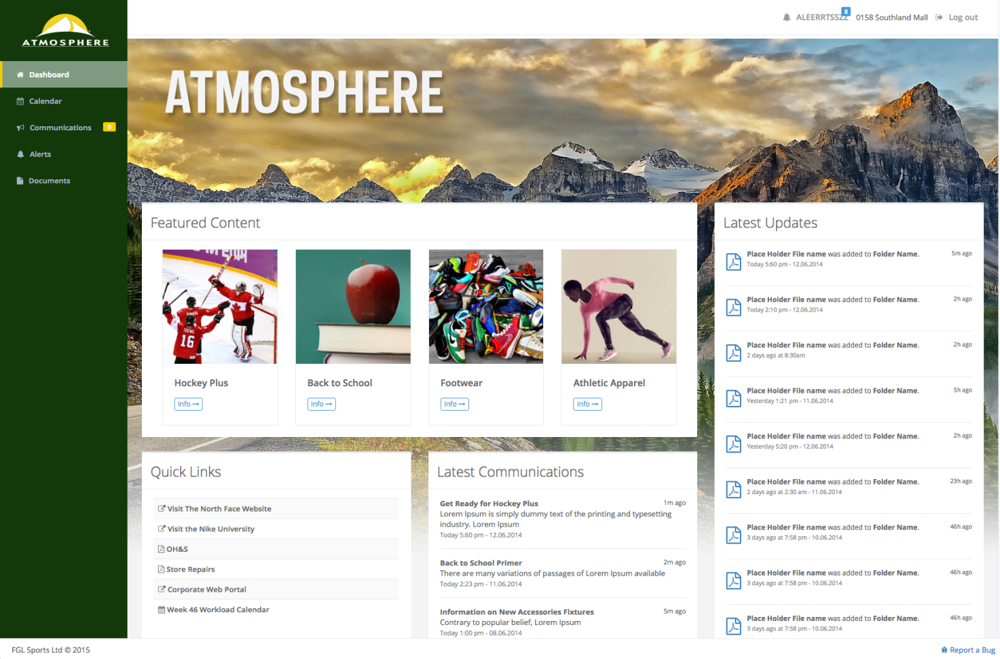 ATMOSPHERE
Dashboard
Calendar
Communications 0
Alerts
Documents
ALEERRTSSZZ 8 0158 Southland Mall Log out
ATMOSPHERE
Featured Content
16
Hockey Plus
Info
Back to School
Info
Footwear
Info
Athletic Apparel
Info
Quick Links
Visit The North Face Website
Visit the Nike University
OH&S
Store Repairs
Corporate Web Portal
Week 46 Workload Calendar
Latest Communications
Get Ready for Hockey Plus 1m ago
Lorem Ipsum is simply dummy text of the printing and typesetting
industry. Lorem Ipsum
Today 5:60 pm - 12.06.2014
Back to School Primer 2m ago
There are many variations of passages of Lorem Ipsum available
Today 2:23 pm - 11.06.2014
Information on New Accessories Fixtures 5m ago
Contrary to popular belief, Lorem Ipsum
Today 1:00 pm - 08.06.2014
Latest Updates
Place Holder File name was added to Folder Name. 5m ago
Today 5:60 pm - 12.06.2014
Place Holder File name was added to Folder Name. 2h ago
Today 2:10 pm - 12.06.2014
Place Holder File name was added to Folder Name. 2h ago
2 days ago at 8:30am
Place Holder File name was added to Folder Name. 5h ago
Yesterday 1:21 pm - 11.06.2014
Place Holder File name was added to Folder Name. 2h ago
Yesterday 5:20 pm - 12.06.2014
Place Holder File name was added to Folder Name. 23h ago
2 days ago at 2:30 am - 11.06.2014
Place Holder File name was added to Folder Name. 46h ago
3 days ago at 7:58 pm - 10.06.2014
Place Holder File name was added to Folder Name. 46h ago
3 days ago at 7:58 pm - 10.06.2014
Place Holder File name was added to Folder Name. 46h ago
3 days ago at 7:58 pm - 10.06.2014
FGL Sports Ltd © 2015
Report a Bug